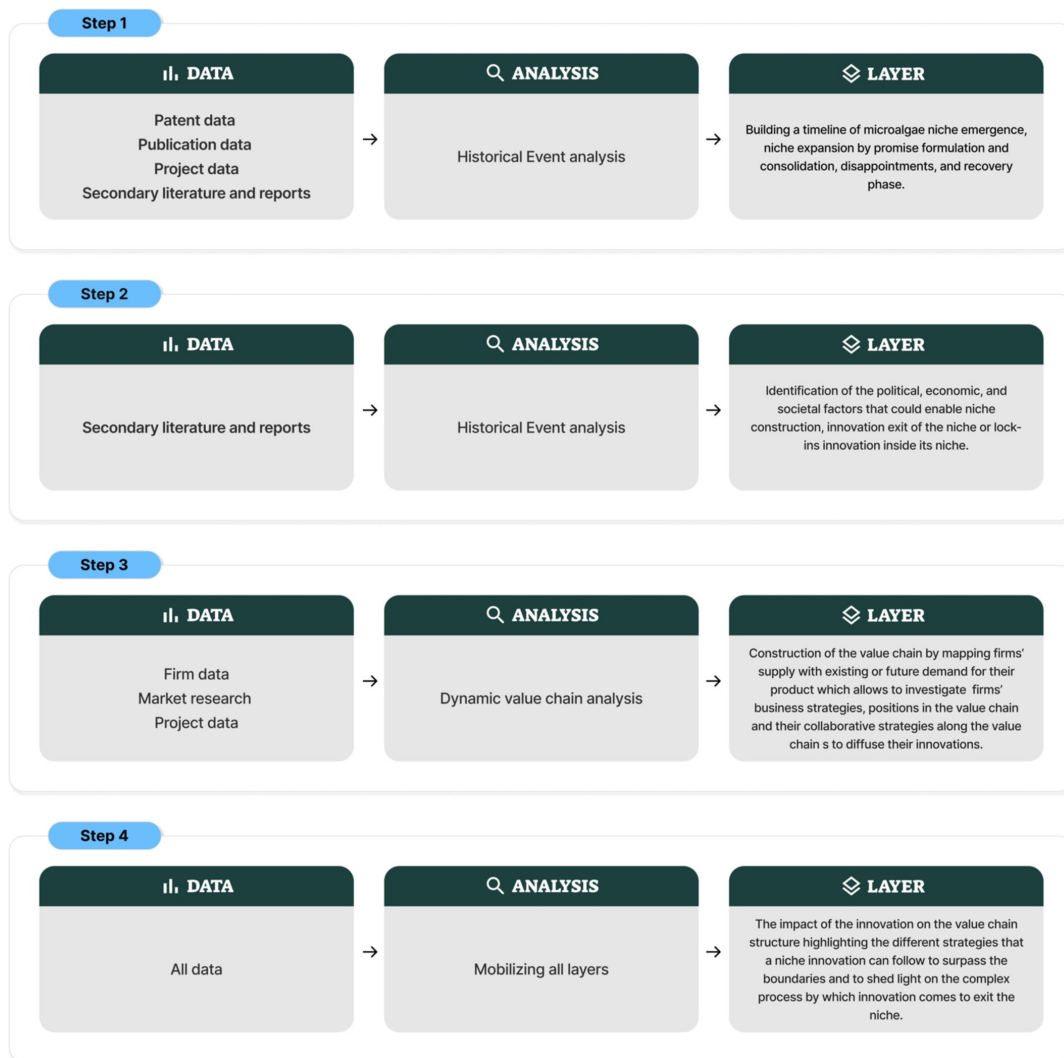 Step 1
DATA
ANALYSIS
LAYER
Patent data
Publication data
Project data
Secondary literature and reports
Historical Event analysis
Building a timeline of microalgae niche emergence,
niche expansion by promise formulation and
consolidation, disappointments, and recovery
phase.
Step 2
DATA
ANALYSIS
LAYER
Secondary literature and reports
Historical Event analysis
Identification of the political, economic, and
societal factors that could enable niche
construction, innovation exit of the niche or lock-
ins innovation inside its niche.
Step 3
DATA
ANALYSIS
LAYER
Firm data
Market research
Project data
Dynamic value chain analysis
Construction of the value chain by mapping firms'
supply with existing or future demand for their
product which allows to investigate firms'
business strategies, positions in the value chain
and their collaborative strategies along the value
chain s to diffuse their innovations.
Step 4
DATA
ANALYSIS
LAYER
All data
Mobilizing all layers
The impact of the innovation on the value chain
structure highlighting the different strategies that
a niche innovation can follow to surpass the
boundaries and to shed light on the complex
process by which innovation comes to exit the
niche.